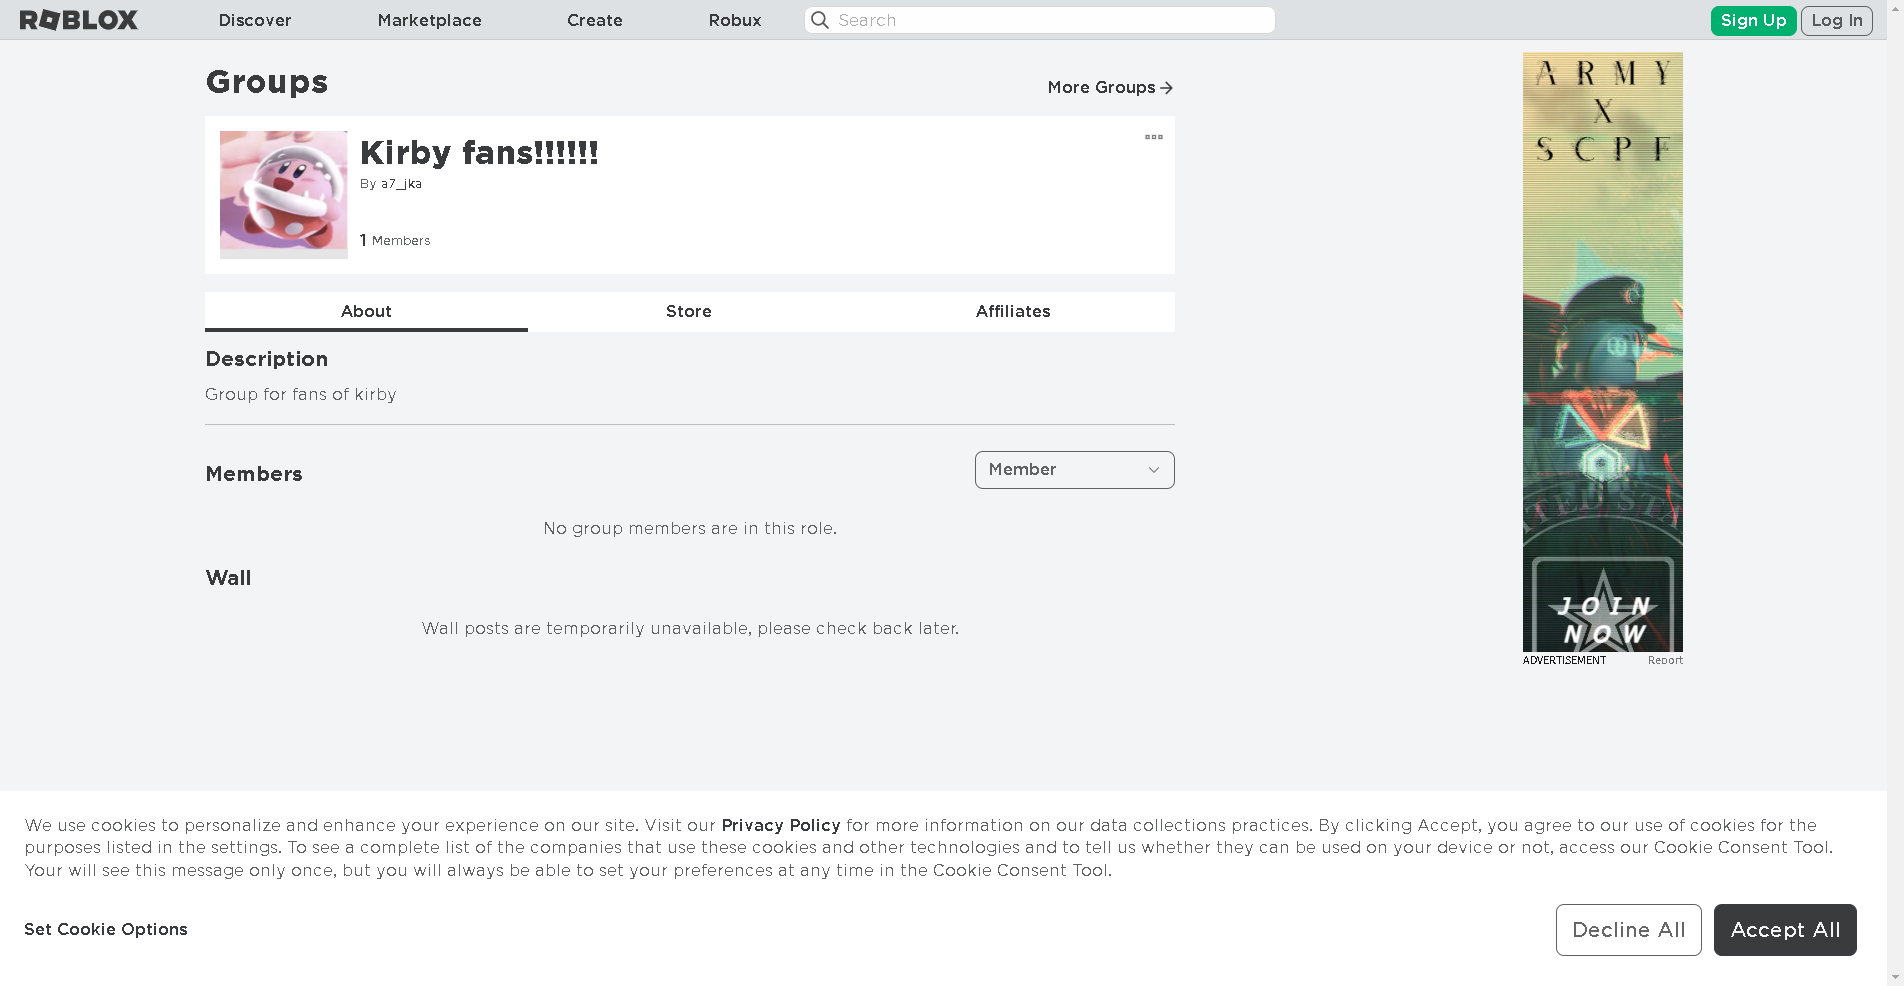 ROBLOX
Discover
Marketplace
Create
Robux
Search
Sign Up
Log In
Groups
More Groups
Kirby fans!!!!!!
By a7_jka
1 Members
About
Store
Affiliates
Description
Group for fans of kirby
Members
Member
No group members are in this role.
Wall
Wall posts are temporarily unavailable, please check back later.
ARMY
X
SCPF
TED STA
JOIN
NOW
ADVERTISEMENT
Report
We use cookies to personalize and enhance your experience on our site. Visit our Privacy Policy for more information on our data collections practices. By clicking Accept, you agree to our use of cookies for the
purposes listed in the settings. To see a complete list of the companies that use these cookies and other technologies and to tell us whether they can be used on your device or not, access our Cookie Consent Tool.
Your will see this message only once, but you will always be able to set your preferences at any time in the Cookie Consent Tool.
Set Cookie Options
Decline All
Accept All